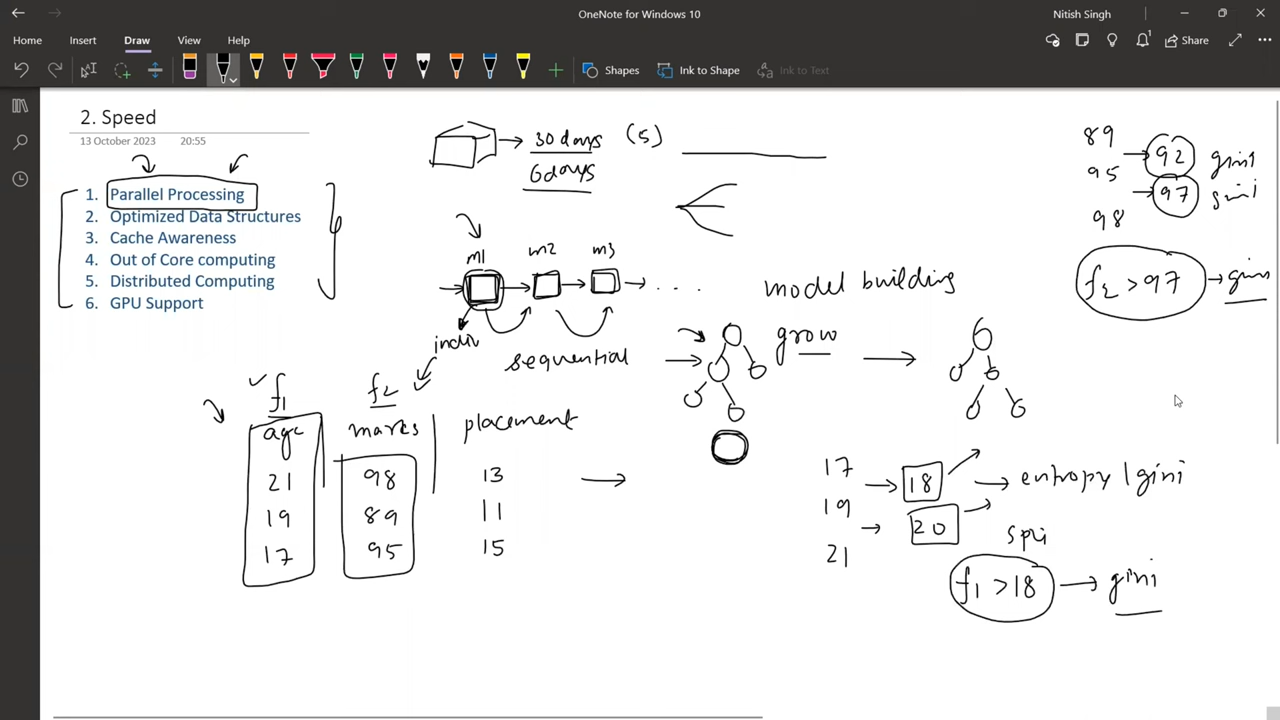 OneNote for Windows 10
Nitish Singh
Home
Insert
Draw
View
Help
Share
Shapes
Ink to Shape
Ink to Text
2. Speed
13 October 2023 20:55
1. Parallel Processing
2. Optimized Data Structures
3. Cache Awareness
4. Out of Core computing
5. Distributed Computing
6. GPU Support
30 days (5)
6 days
m1 m2 m3
model building
sequential
grow
f1 f2
age marks placement
21 98 13
19 89 11
17 95 15
89
92 gini
95
97
98
f2 > 97
17
18 entropy / gini
19
20
21
f1 > 18 gini